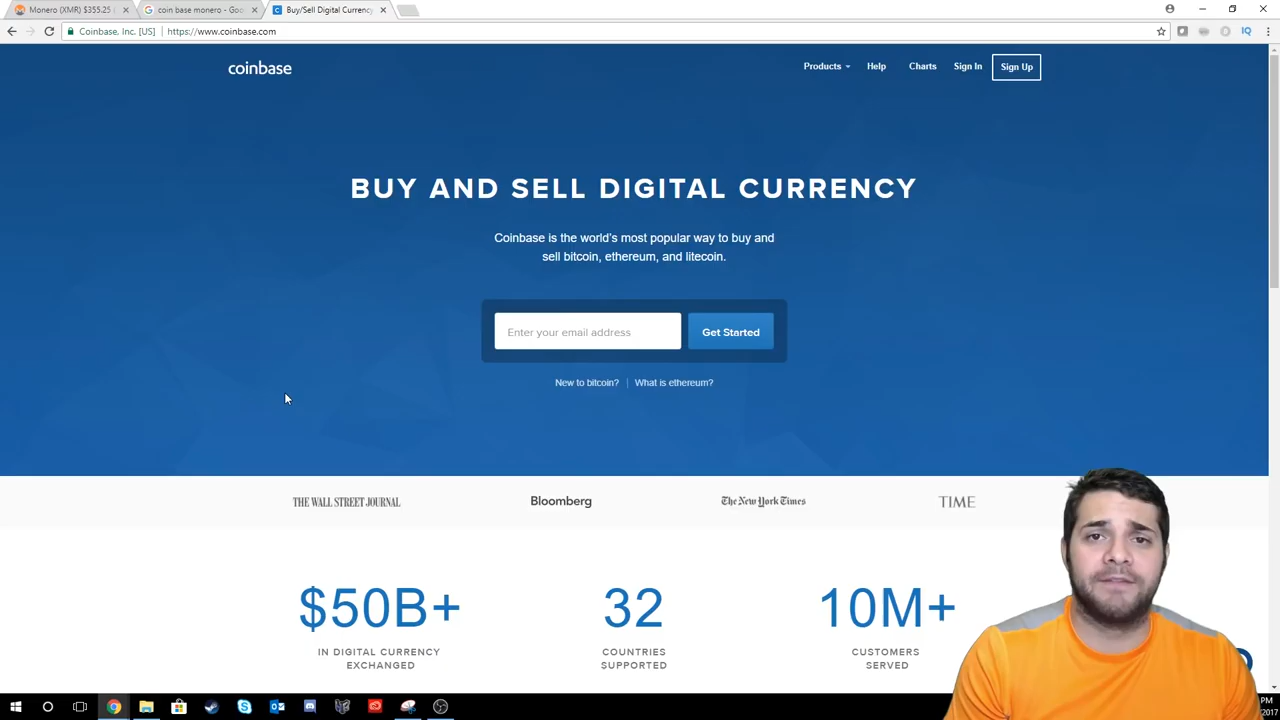 Monero (XMR) $355.25
coin base monero - Goo
Buy/Sell Digital Currency
Coinbase, Inc. [US]
https://www.coinbase.com
IQ
coinbase
Products
Help
Charts
Sign In
Sign Up
BUY AND SELL DIGITAL CURRENCY
Coinbase is the world's most popular way to buy and
sell bitcoin, ethereum, and litecoin.
Enter your email address
Get Started
New to bitcoin?
What is ethereum?
THE WALL STREET JOURNAL
Bloomberg
The New York Times
TIME
$50B+
32
10M+
IN DIGITAL CURRENCY
EXCHANGED
COUNTRIES
SUPPORTED
CUSTOMERS
SERVED
PM
/2017